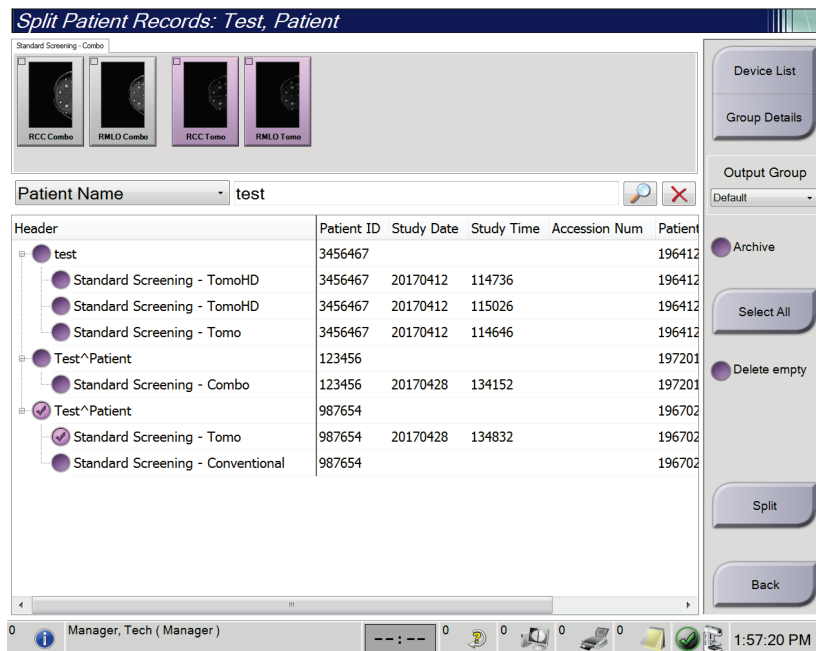 Split Patient Records: Test, Patient
Standard Screening - Combo
RCC Combo RMLO Combo RCC Tomo RMLO Tomo
Device List
Group Details
Output Group
Default
Patient Name test
Header Patient ID Study Date Study Time Accession Num Patient
test 3456467 196412
Standard Screening - TomoHD 3456467 20170412 114736 196412
Standard Screening - TomoHD 3456467 20170412 115026 196412
Standard Screening - Tomo 3456467 20170412 114646 196412
Test^Patient 123456 197201
Standard Screening - Combo 123456 20170428 134152 197201
Test^Patient 987654 196702
Standard Screening - Tomo 987654 20170428 134832 196702
Standard Screening - Conventional 987654 196702
Archive
Select All
Delete empty
Split
Back
0 Manager, Tech ( Manager ) --:-- 0 0 0 0 1:57:20 PM